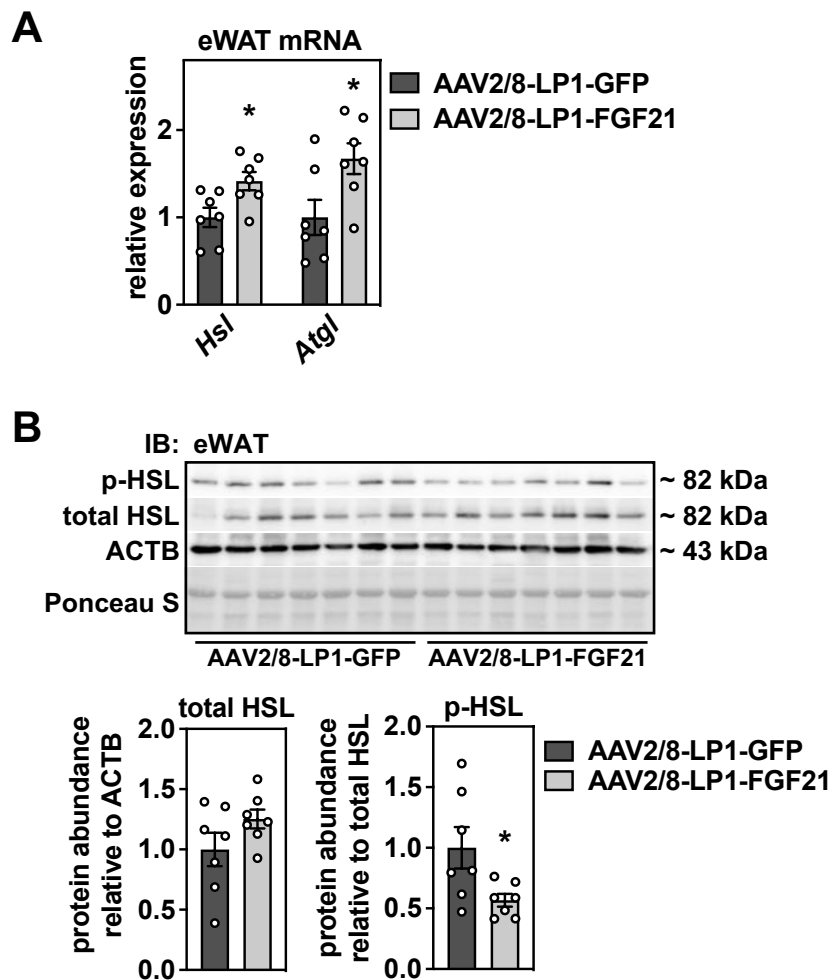 A
eWAT mRNA
relative expression
2
1
0
*
*
Hsl
Atgl
AAV2/8-LP1-GFP
AAV2/8-LP1-FGF21
B
IB: eWAT
p-HSL
~ 82 kDa
total HSL
~ 82 kDa
ACTB
~ 43 kDa
Ponceau S
AAV2/8-LP1-GFP
AAV2/8-LP1-FGF21
total HSL
protein abundance
relative to ACTB
2.0
1.5
1.0
0.5
0.0
p-HSL
protein abundance
relative to total HSL
2.0
1.5
1.0
0.5
0.0
*
AAV2/8-LP1-GFP
AAV2/8-LP1-FGF21